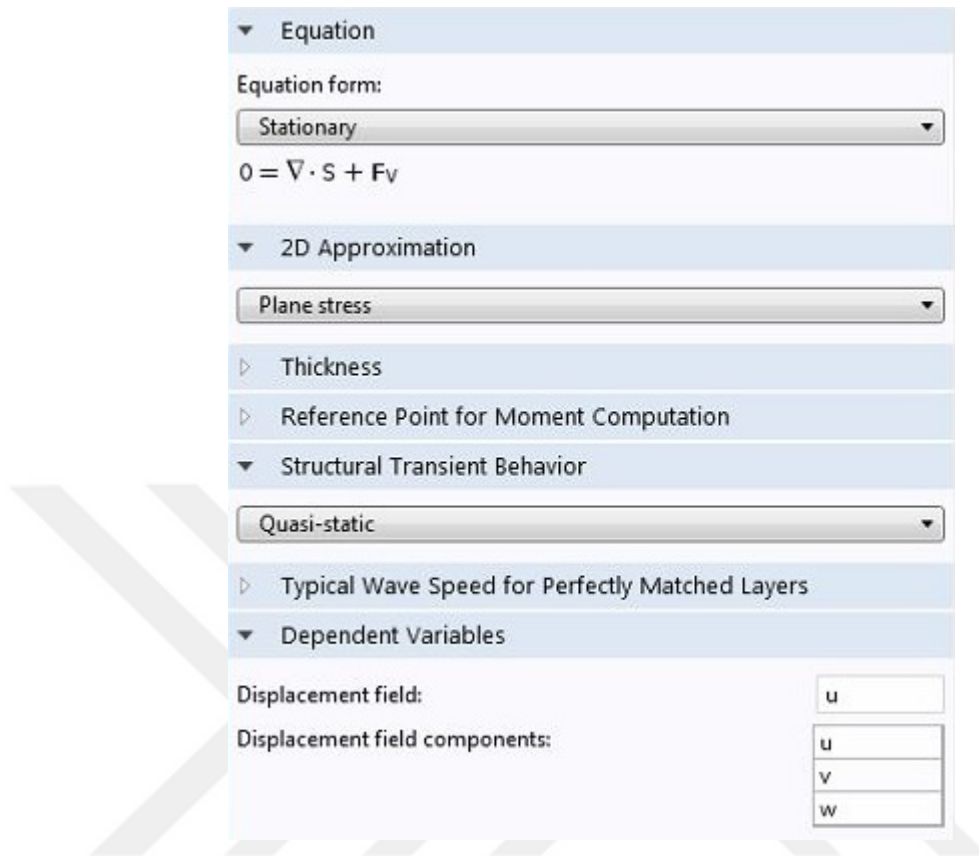 Equation
Equation form:
Stationary
0 = ∇ · S + Fv
2D Approximation
Plane stress
Thickness
Reference Point for Moment Computation
Structural Transient Behavior
Quasi-static
Typical Wave Speed for Perfectly Matched Layers
Dependent Variables
Displacement field: u
Displacement field components: u
v
w